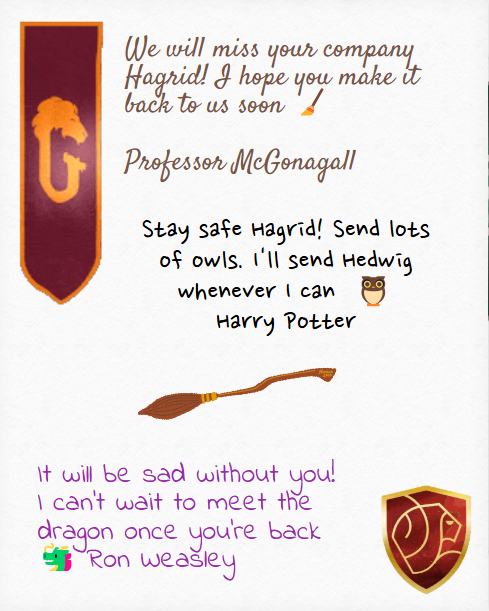 We will miss your company
Hagrid! I hope you make it
back to us soon 🧹
Professor McGonagall
G
Stay safe Hagrid! Send lots
of owls. I'll send Hedwig
whenever I can 🦉
Harry Potter
It will be sad without you!
I can't wait to meet the
dragon once you're back
🐲 Ron Weasley